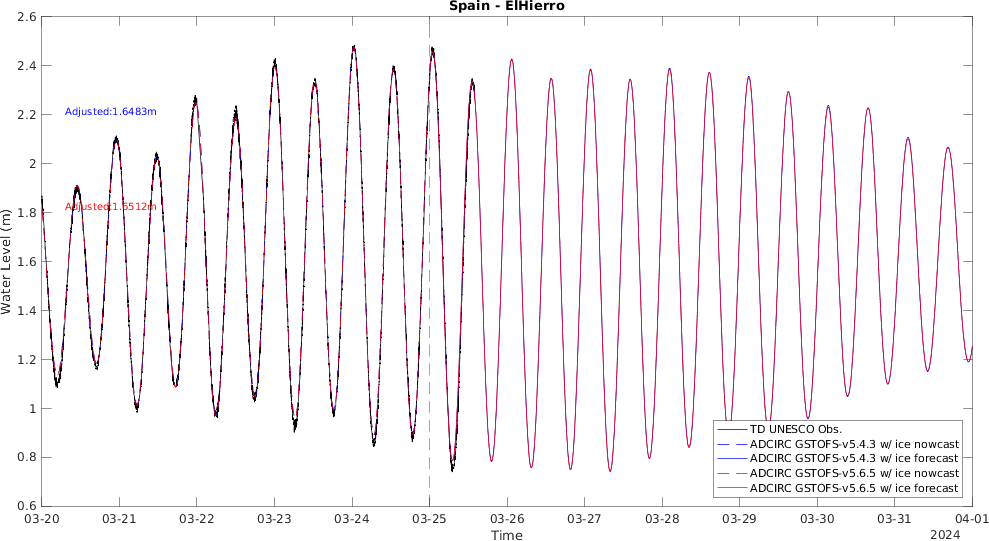 Spain - ElHierro
2.6
2.4
2.2
2
1.8
1.6
1.4
1.2
1
0.8
0.6
Water Level (m)
Adjusted:1.6483m
Adjusted:1.6512m
TD UNESCO Obs.
ADCIRC GSTOFS-v5.4.3 w/ ice nowcast
ADCIRC GSTOFS-v5.4.3 w/ ice forecast
ADCIRC GSTOFS-v5.6.5 w/ ice nowcast
ADCIRC GSTOFS-v5.6.5 w/ ice forecast
03-20 03-21 03-22 03-23 03-24 03-25 03-26 03-27 03-28 03-29 03-30 03-31 04-01
Time
2024